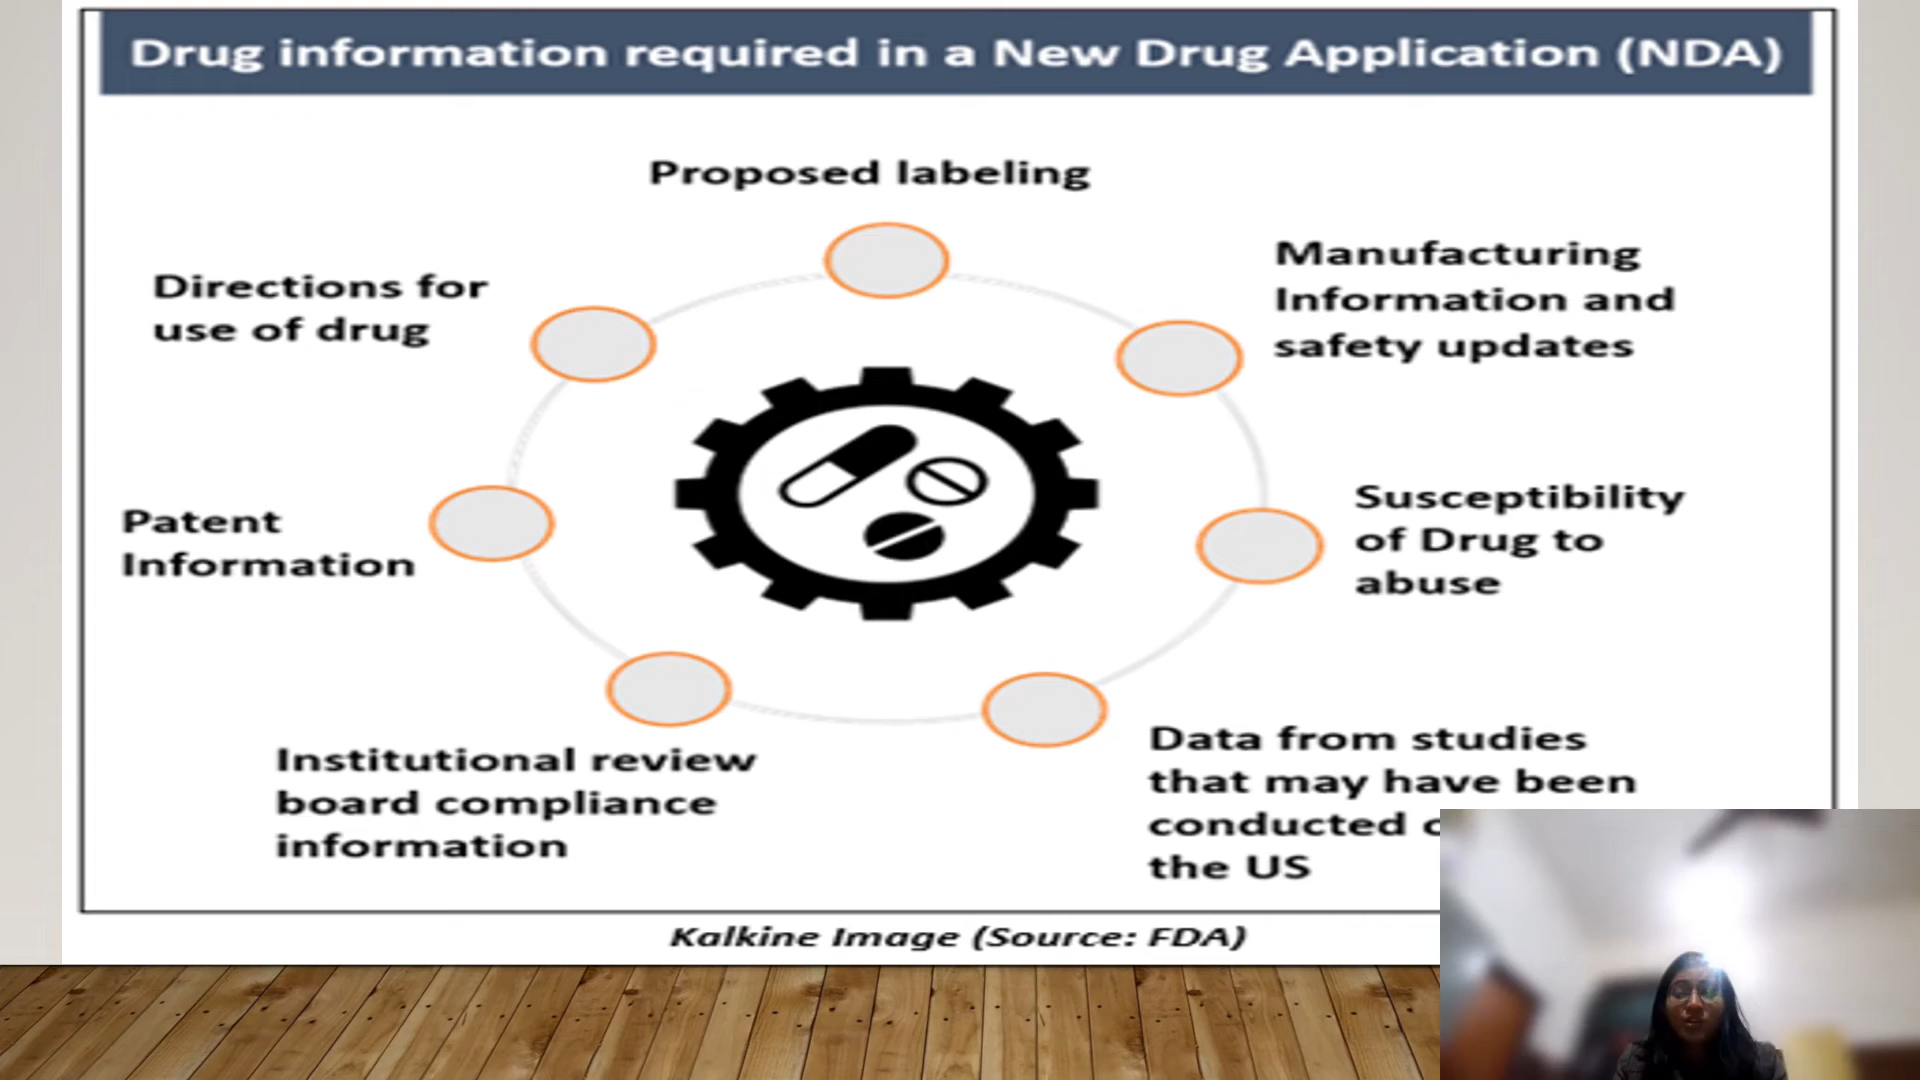 Drug information required in a New Drug Application (NDA)
Proposed labeling
Manufacturing
Information and
safety updates
Susceptibility
of Drug to
abuse
Data from studies
that may have been
conducted
the US
Institutional review
board compliance
information
Patent
Information
Directions for
use of drug
Kalkine Image (Source: FDA)